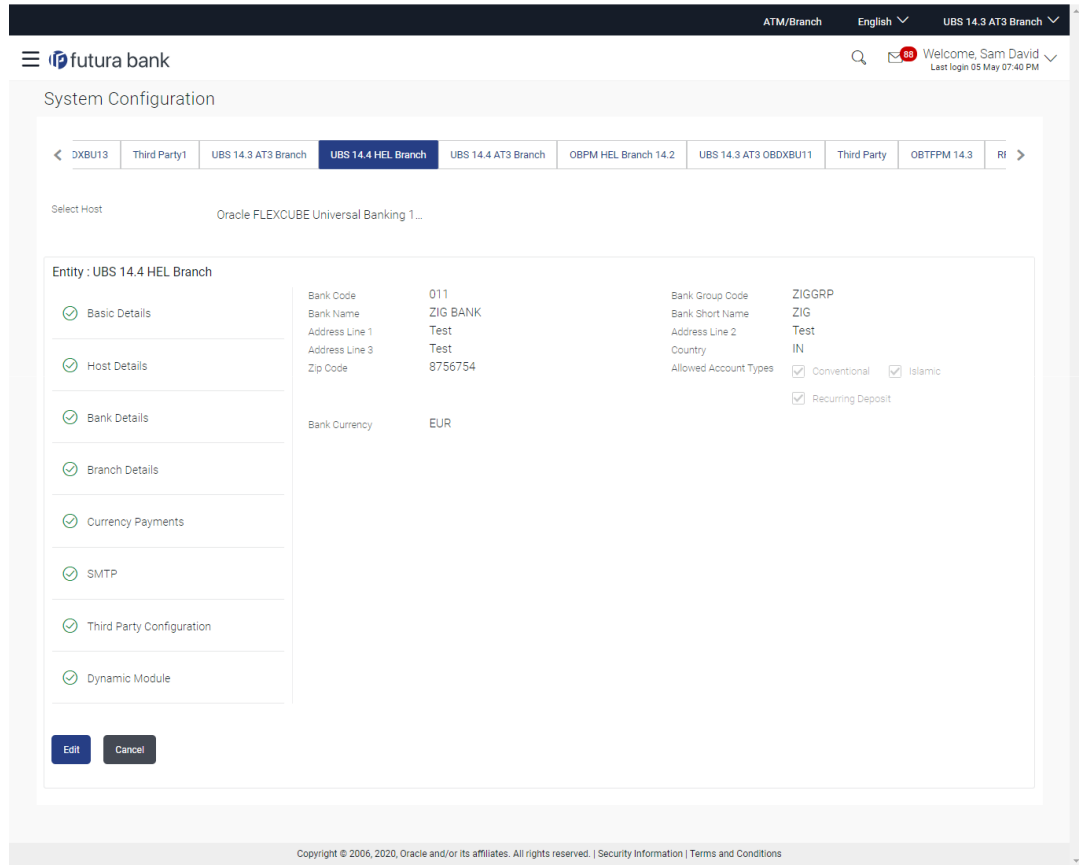 ATM/Branch English UBS 14.3 AT3 Branch
futura bank 88 Welcome, Sam David
Last login 05 May 07:40 PM
System Configuration
DXBU13 Third Party1 UBS 14.3 AT3 Branch UBS 14.4 HEL Branch UBS 14.4 AT3 Branch OBPM HEL Branch 14.2 UBS 14.3 AT3 OBDXBU11 Third Party OBTFPM 14.3
Select Host Oracle FLEXCUBE Universal Banking 1...
Entity : UBS 14.4 HEL Branch
Basic Details
Host Details
Bank Details
Branch Details
Currency Payments
SMTP
Third Party Configuration
Dynamic Module
Bank Code 011 Bank Group Code ZIGGRP
Bank Name ZIG BANK Bank Short Name ZIG
Address Line 1 Test Address Line 2 Test
Address Line 3 Test Country IN
Zip Code 8756754 Allowed Account Types Conventional Islamic
Recurring Deposit
Bank Currency EUR
Edit Cancel
Copyright © 2006, 2020, Oracle and/or its affiliates. All rights reserved. | Security Information | Terms and Conditions